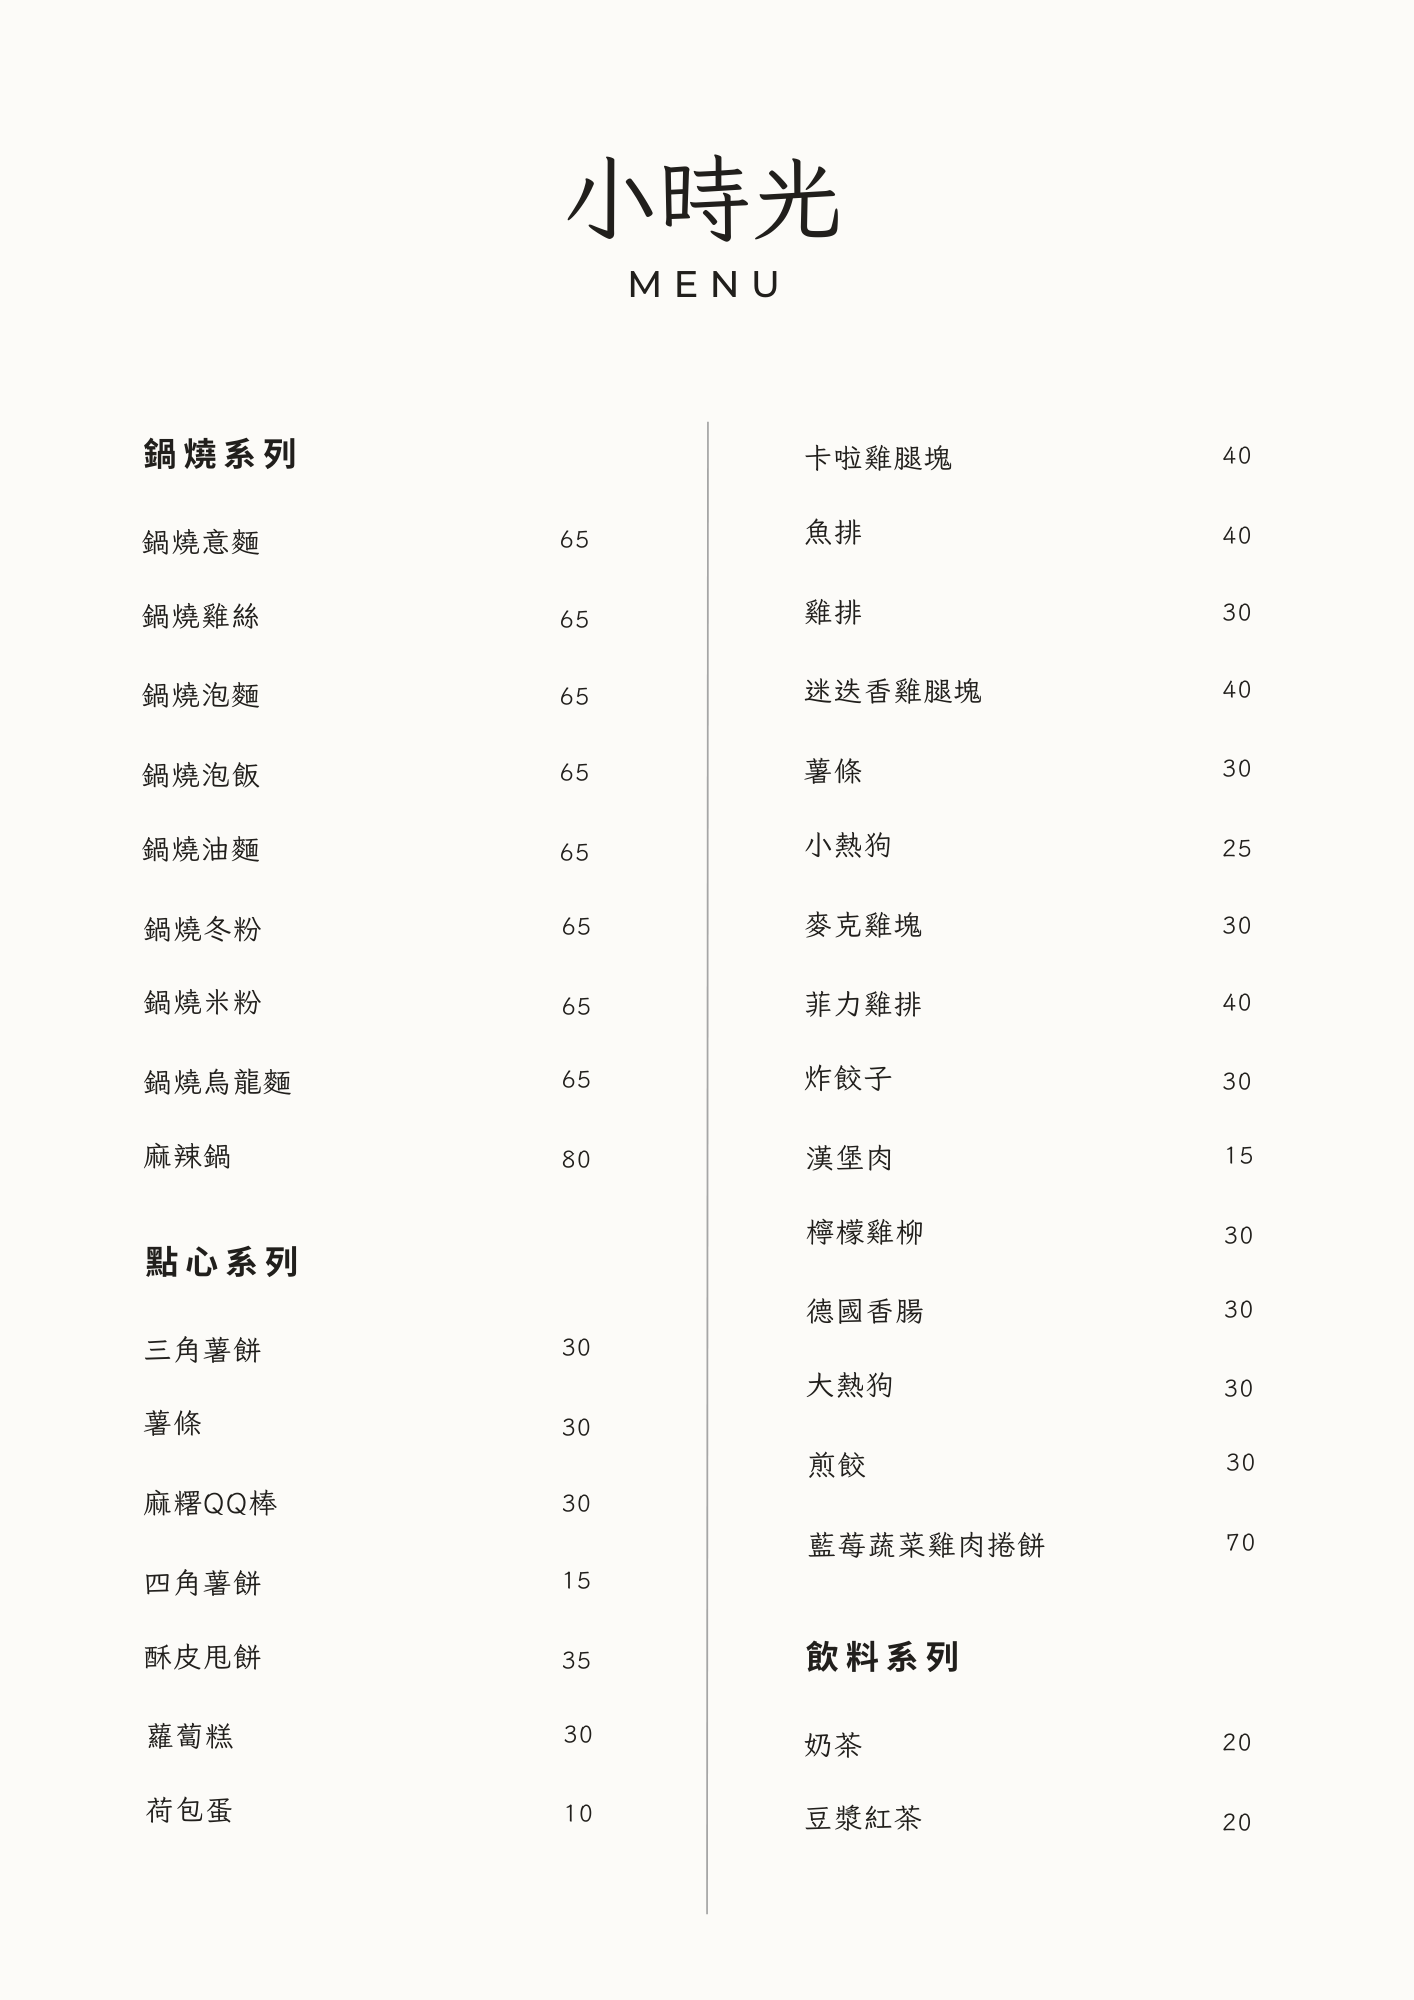 小時光
MENU
鍋燒系列
鍋燒意麵 65
鍋燒雞絲 65
鍋燒泡麵 65
鍋燒泡飯 65
鍋燒油麵 65
鍋燒冬粉 65
鍋燒米粉 65
鍋燒烏龍麵 65
麻辣鍋 80
點心系列
三角薯餅 30
薯條 30
麻糬QQ棒 30
四角薯餅 15
酥皮甩餅 35
蘿蔔糕 30
荷包蛋 10
卡啦雞腿塊 40
魚排 40
雞排 30
迷迭香雞腿塊 40
薯條 30
小熱狗 25
麥克雞塊 30
菲力雞排 40
炸餃子 30
漢堡肉 15
檸檬雞柳 30
德國香腸 30
大熱狗 30
煎餃 30
藍莓蔬菜雞肉捲餅 70
飲料系列
奶茶 20
豆漿紅茶 20